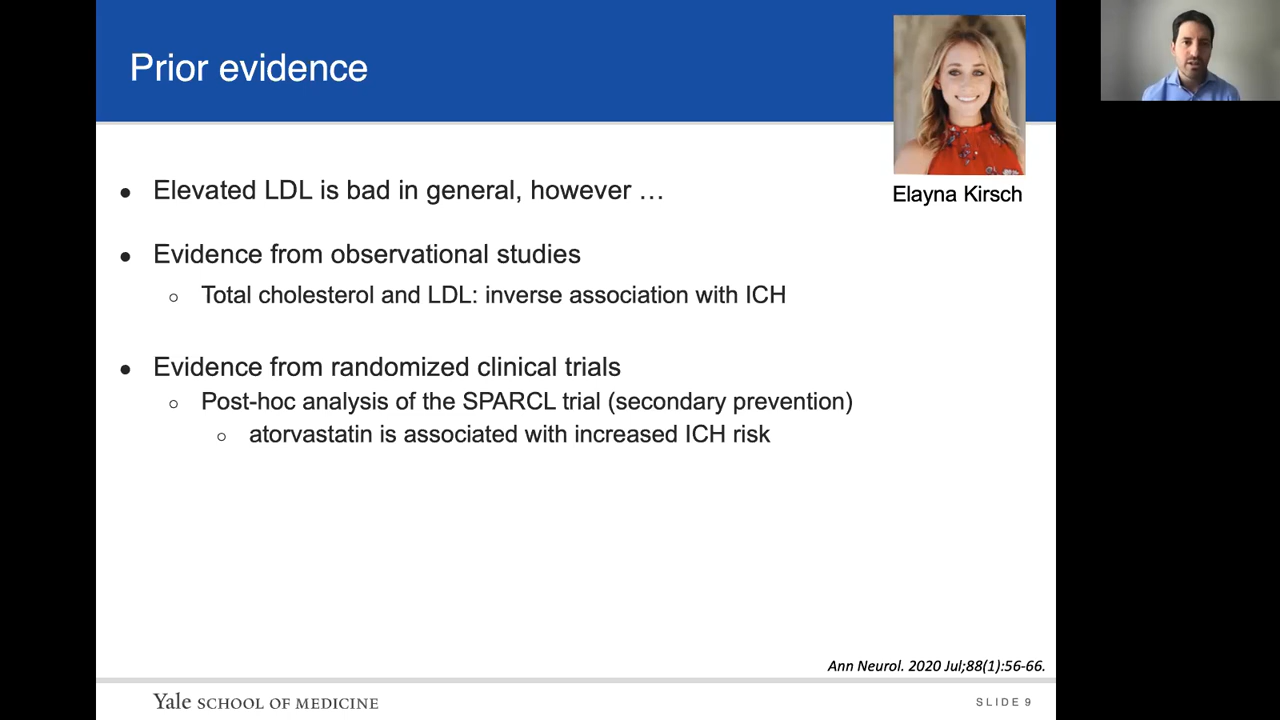 Prior evidence
Elayna Kirsch
● Elevated LDL is bad in general, however …
● Evidence from observational studies
○ Total cholesterol and LDL: inverse association with ICH
● Evidence from randomized clinical trials
○ Post-hoc analysis of the SPARCL trial (secondary prevention)
○ atorvastatin is associated with increased ICH risk
Ann Neurol. 2020 Jul;88(1):56-66.
Yale SCHOOL OF MEDICINE
SLIDE 9